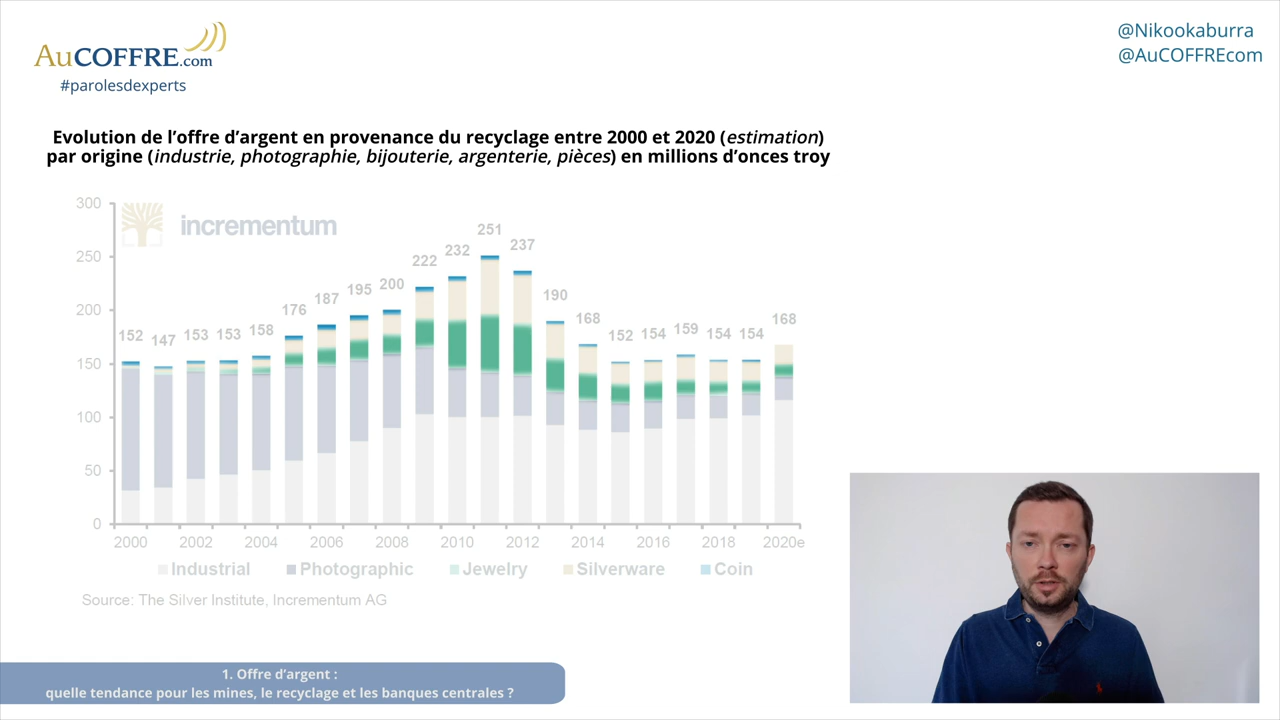 AuCOFFRE.com
#parolesdexperts
@Nikookaburra
@AuCOFFREcom
Evolution de l’offre d’argent en provenance du recyclage entre 2000 et 2020 (estimation)
par origine (industrie, photographie, bijouterie, argenterie, pièces) en millions d’onces troy
incrementum
300
250
200
150
100
50
0
152 147 153 153 158 176 187 195 200 222 232 251 237 190 168 152 154 159 154 154 168
2000 2002 2004 2006 2008 2010 2012 2014 2016 2018 2020e
Industrial Photographic Jewelry Silverware Coin
Source: The Silver Institute, Incrementum AG
1. Offre d’argent :
quelle tendance pour les mines, le recyclage et les banques centrales ?